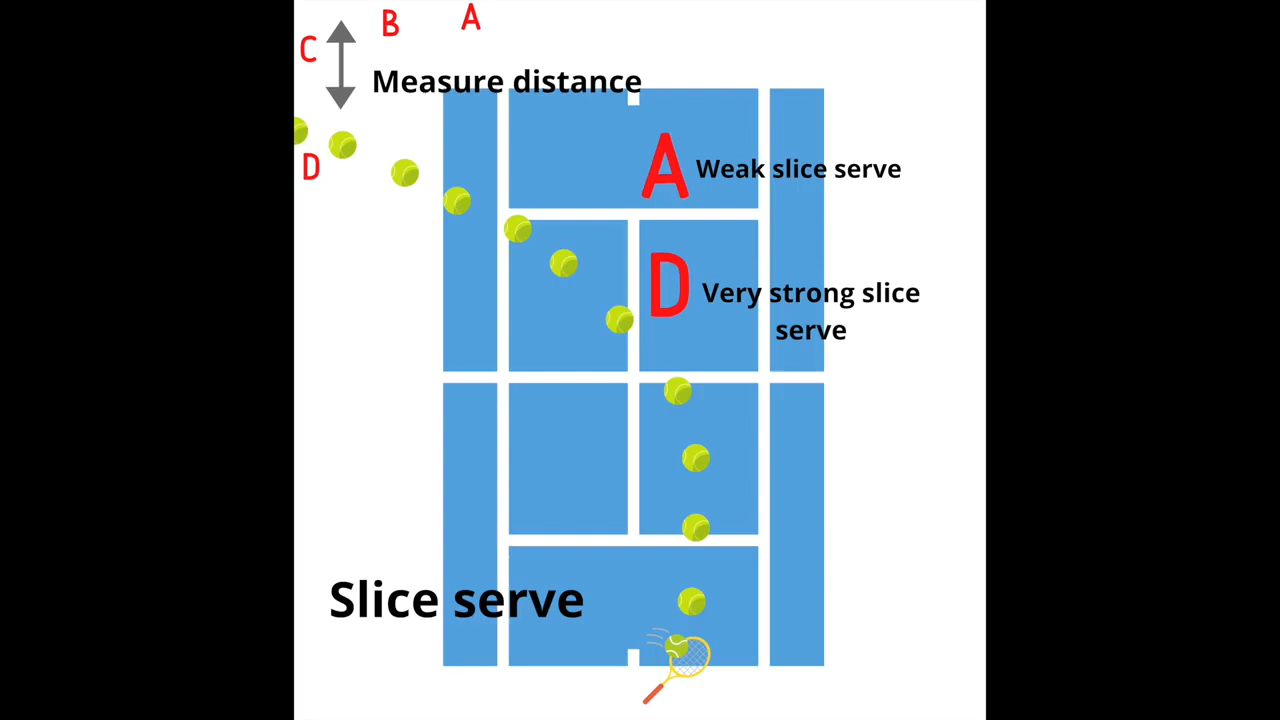 B A
C
Measure distance
D
A Weak slice serve
D Very strong slice
serve
Slice serve